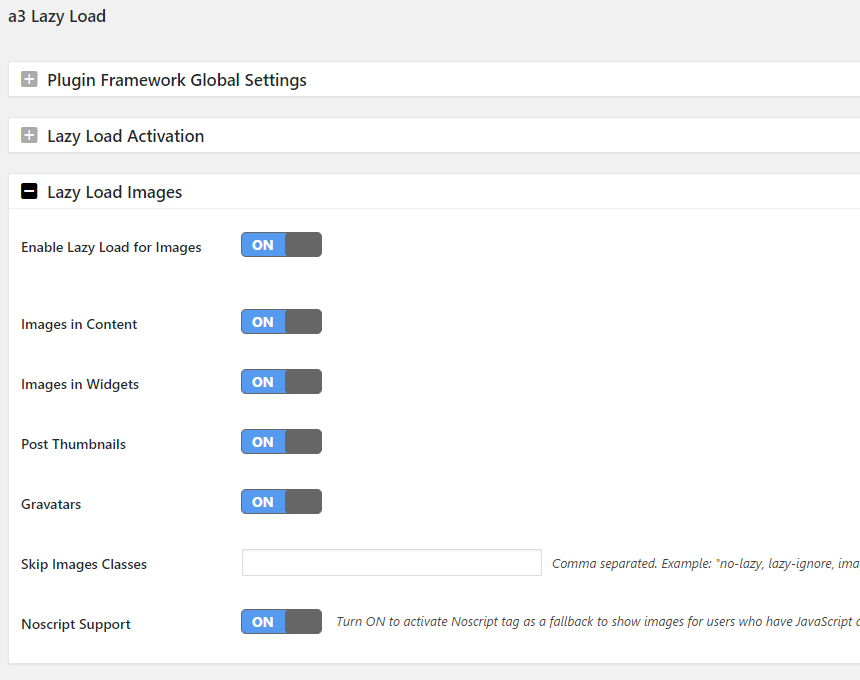 a3 Lazy Load
Plugin Framework Global Settings
Lazy Load Activation
Lazy Load Images
Enable Lazy Load for Images ON
Images in Content ON
Images in Widgets ON
Post Thumbnails ON
Gravatars ON
Skip Images Classes Comma separated. Example: "no-lazy, lazy-ignore, ima
Noscript Support ON Turn ON to activate Noscript tag as a fallback to show images for users who have JavaScript